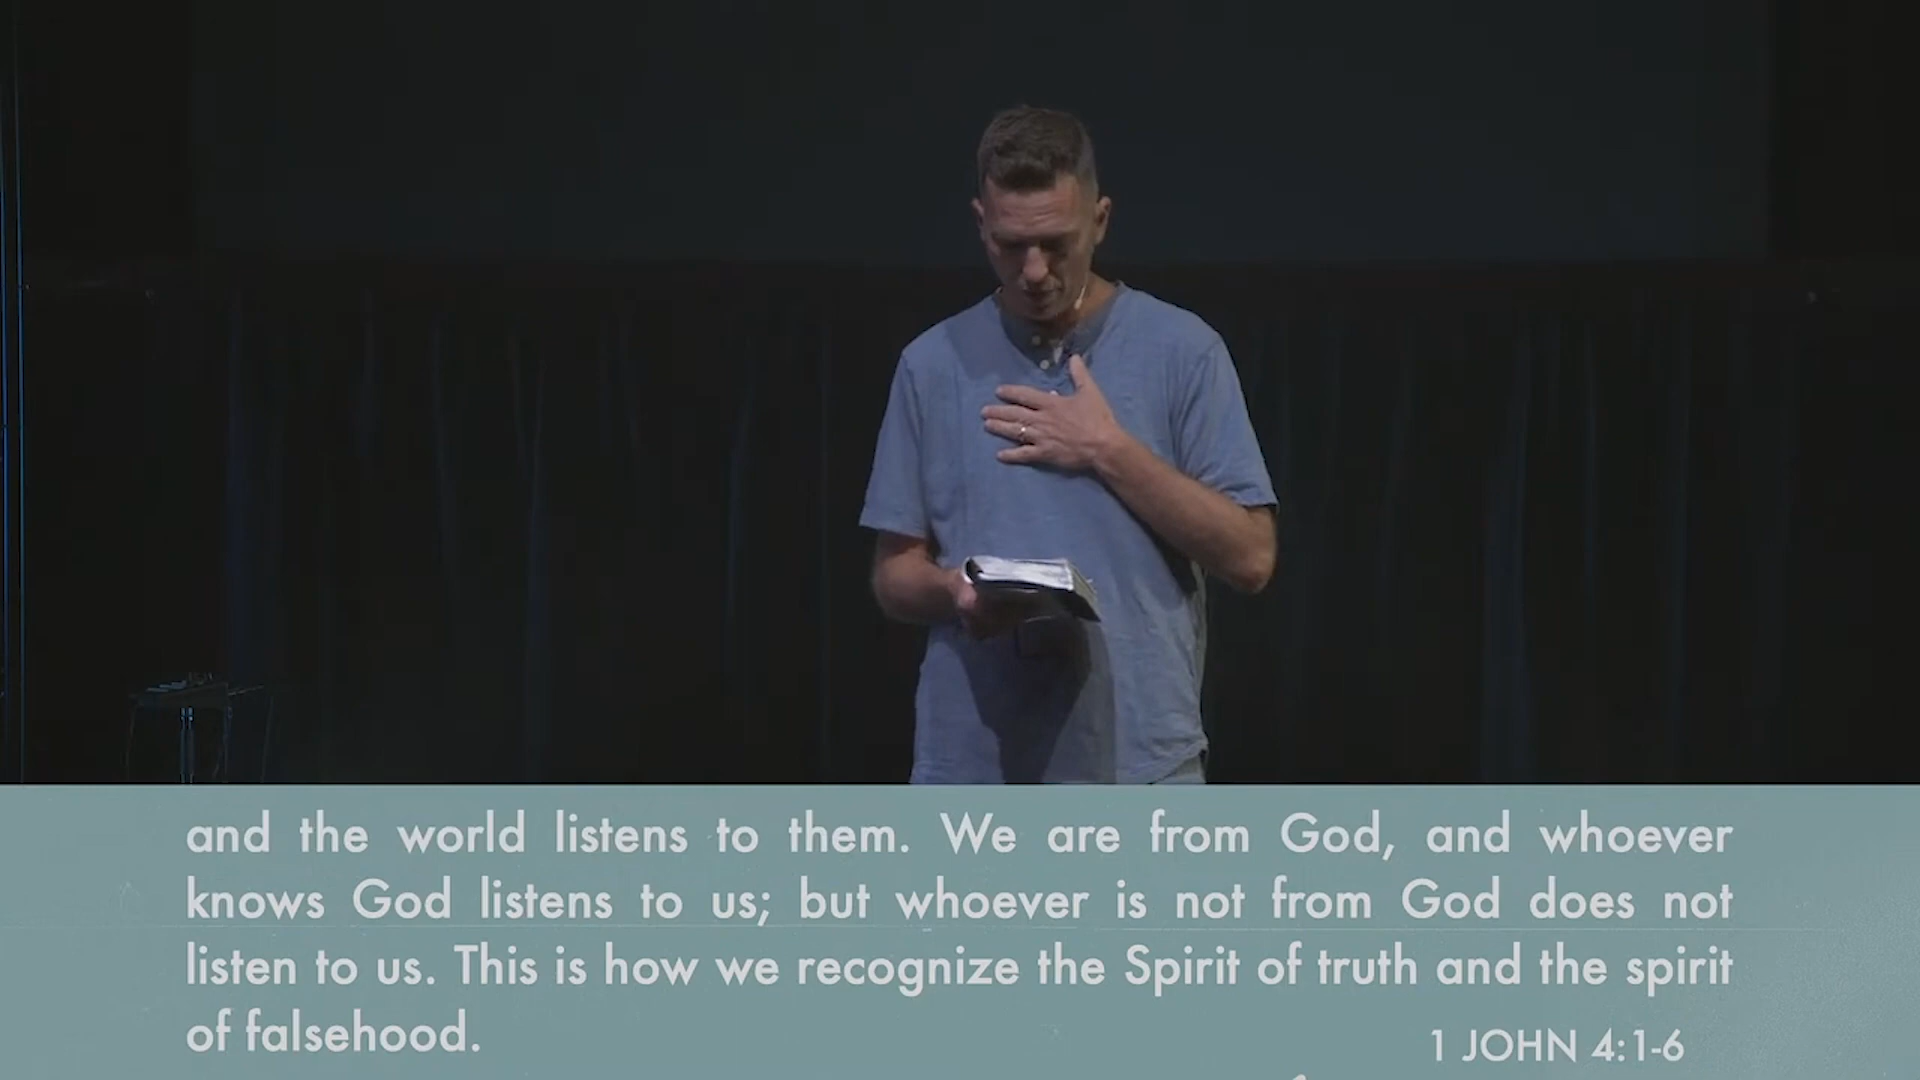 and the world listens to them. We are from God, and whoever
knows God listens to us; but whoever is not from God does not
listen to us. This is how we recognize the Spirit of truth and the spirit
of falsehood.
1 JOHN 4:1-6